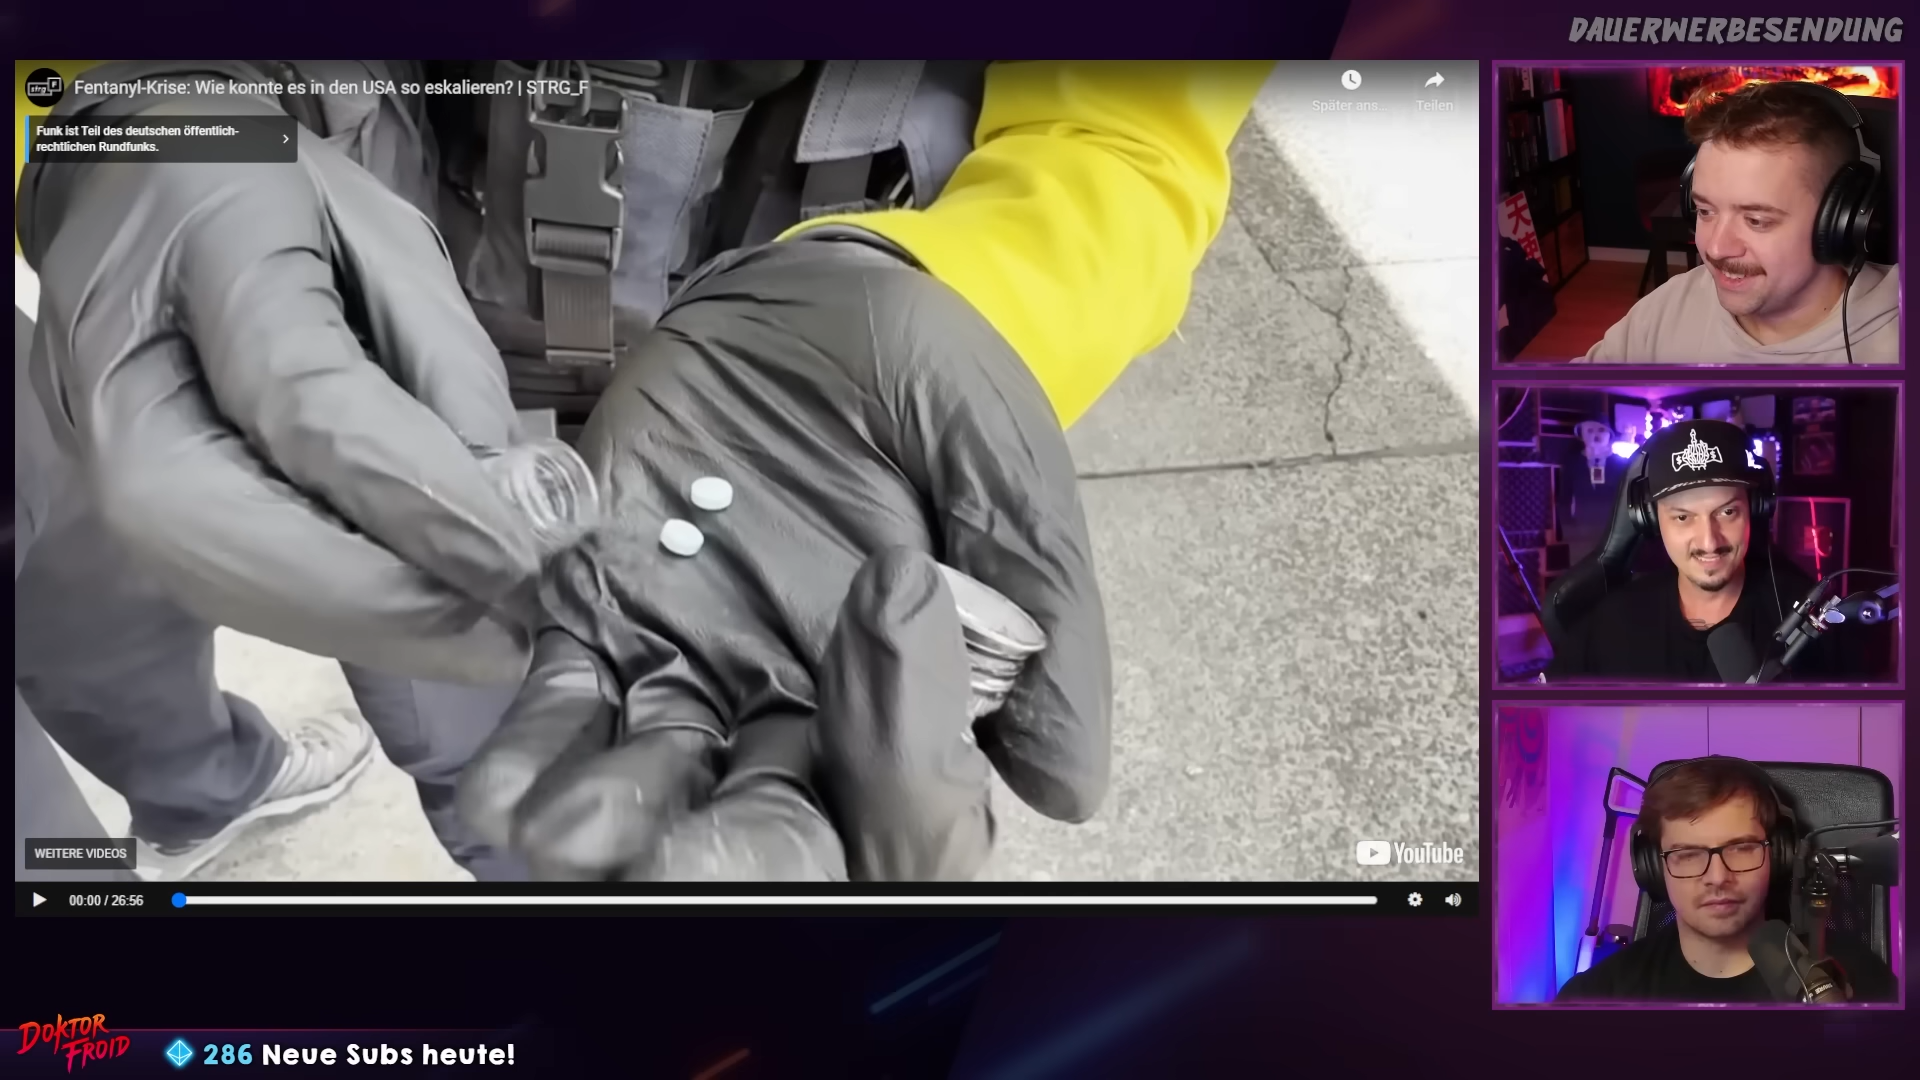 DAUERWERBESENDUNG
Fentanyl-Krise: Wie konnte es in den USA so eskalieren? | STRG_F
Später ans...
Teilen
Funk ist Teil des deutschen öffentlich-
rechtlichen Rundfunks.
WEITERE VIDEOS
YouTube
00:00 / 26:56
DOKTOR
FROID
286 Neue Subs heute!